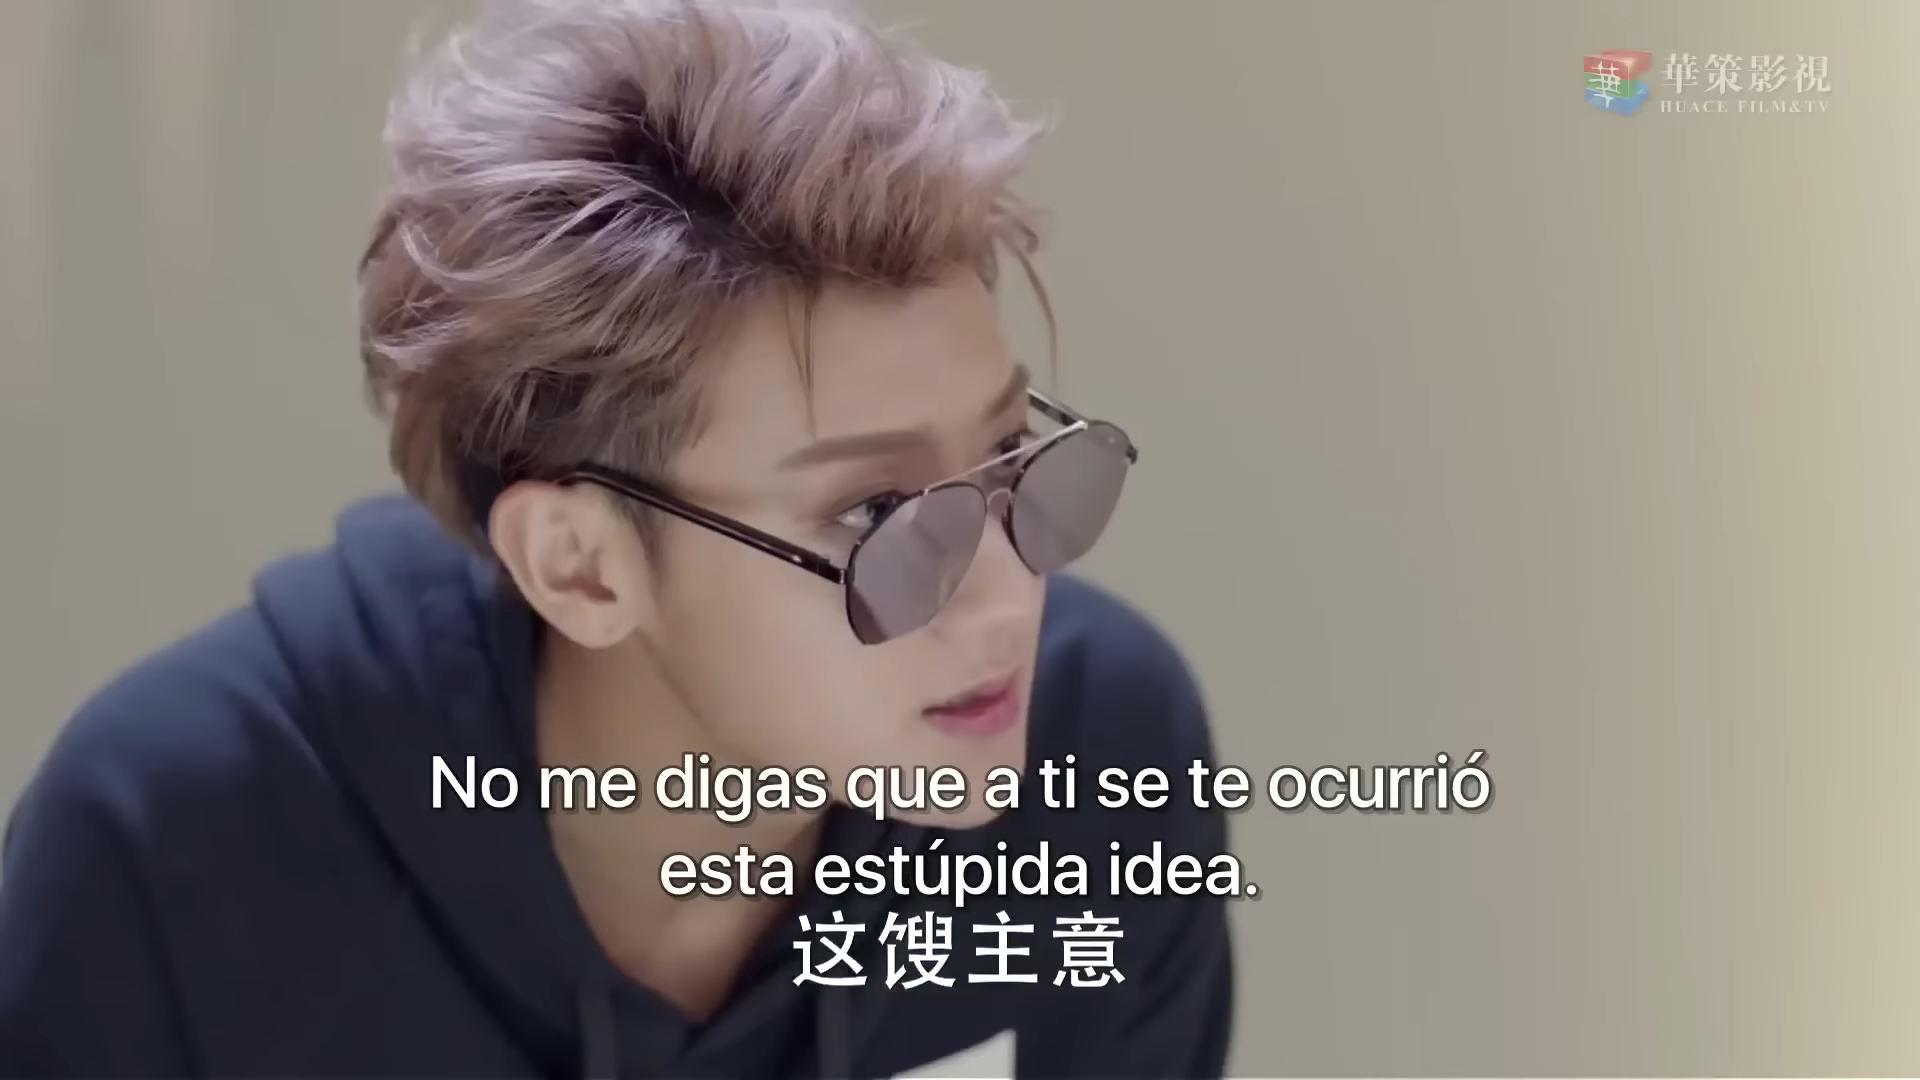 華策影視
HUACE FILM&TV
No me digas que a ti se te ocurrió
esta estúpida idea.
这馊主意